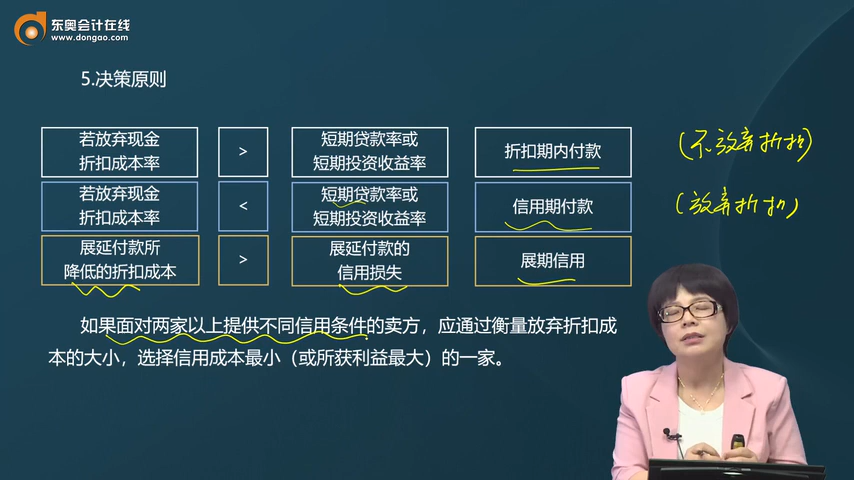 东奥会计在线
www.dongao.com
5.决策原则
若放弃现金
折扣成本率
>
短期贷款率或
短期投资收益率
折扣期内付款
(不放弃折扣)
若放弃现金
折扣成本率
<
短期贷款率或
短期投资收益率
信用期付款
(放弃折扣)
展延付款所
降低的折扣成本
>
展延付款的
信用损失
展期信用
如果面对两家以上提供不同信用条件的卖方，应通过衡量放弃折扣成
本的大小，选择信用成本最小（或所获利益最大）的一家。